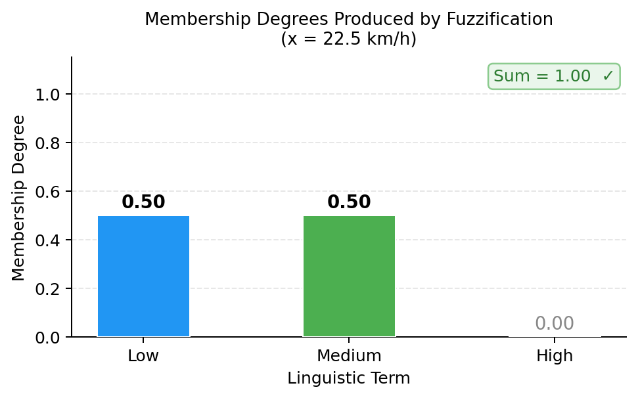 Membership Degrees Produced by Fuzzification
(x = 22.5 km/h)
Sum = 1.00 ✓
Membership Degree
1.0
0.8
0.6
0.4
0.2
0.0
0.50
0.50
0.00
Low
Medium
High
Linguistic Term